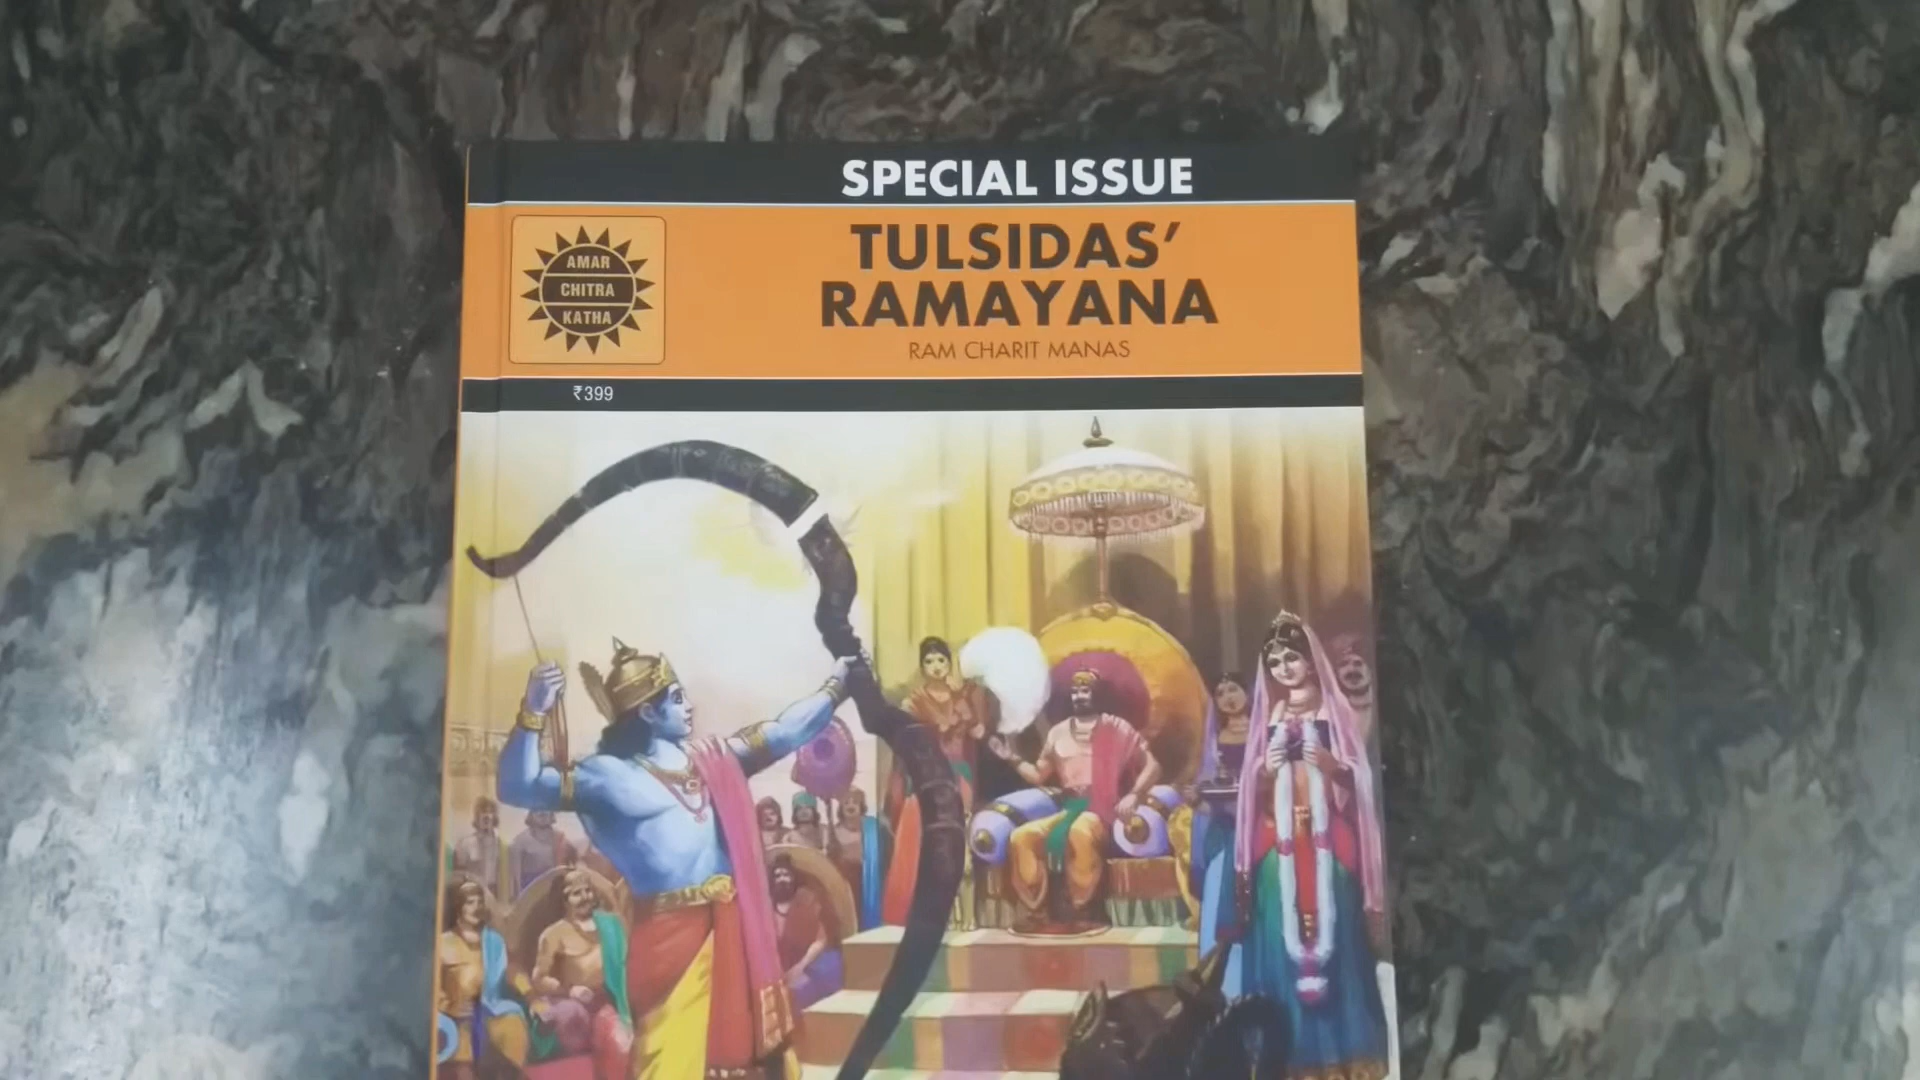 SPECIAL ISSUE
AMAR
CHITRA
KATHA
TULSIDAS’
RAMAYANA
RAM CHARIT MANAS
₹399